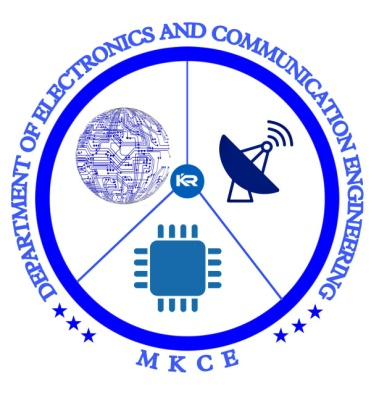 DEPARTMENT OF ELECTRONICS AND COMMUNICATION ENGINEERING
KR
MKCE